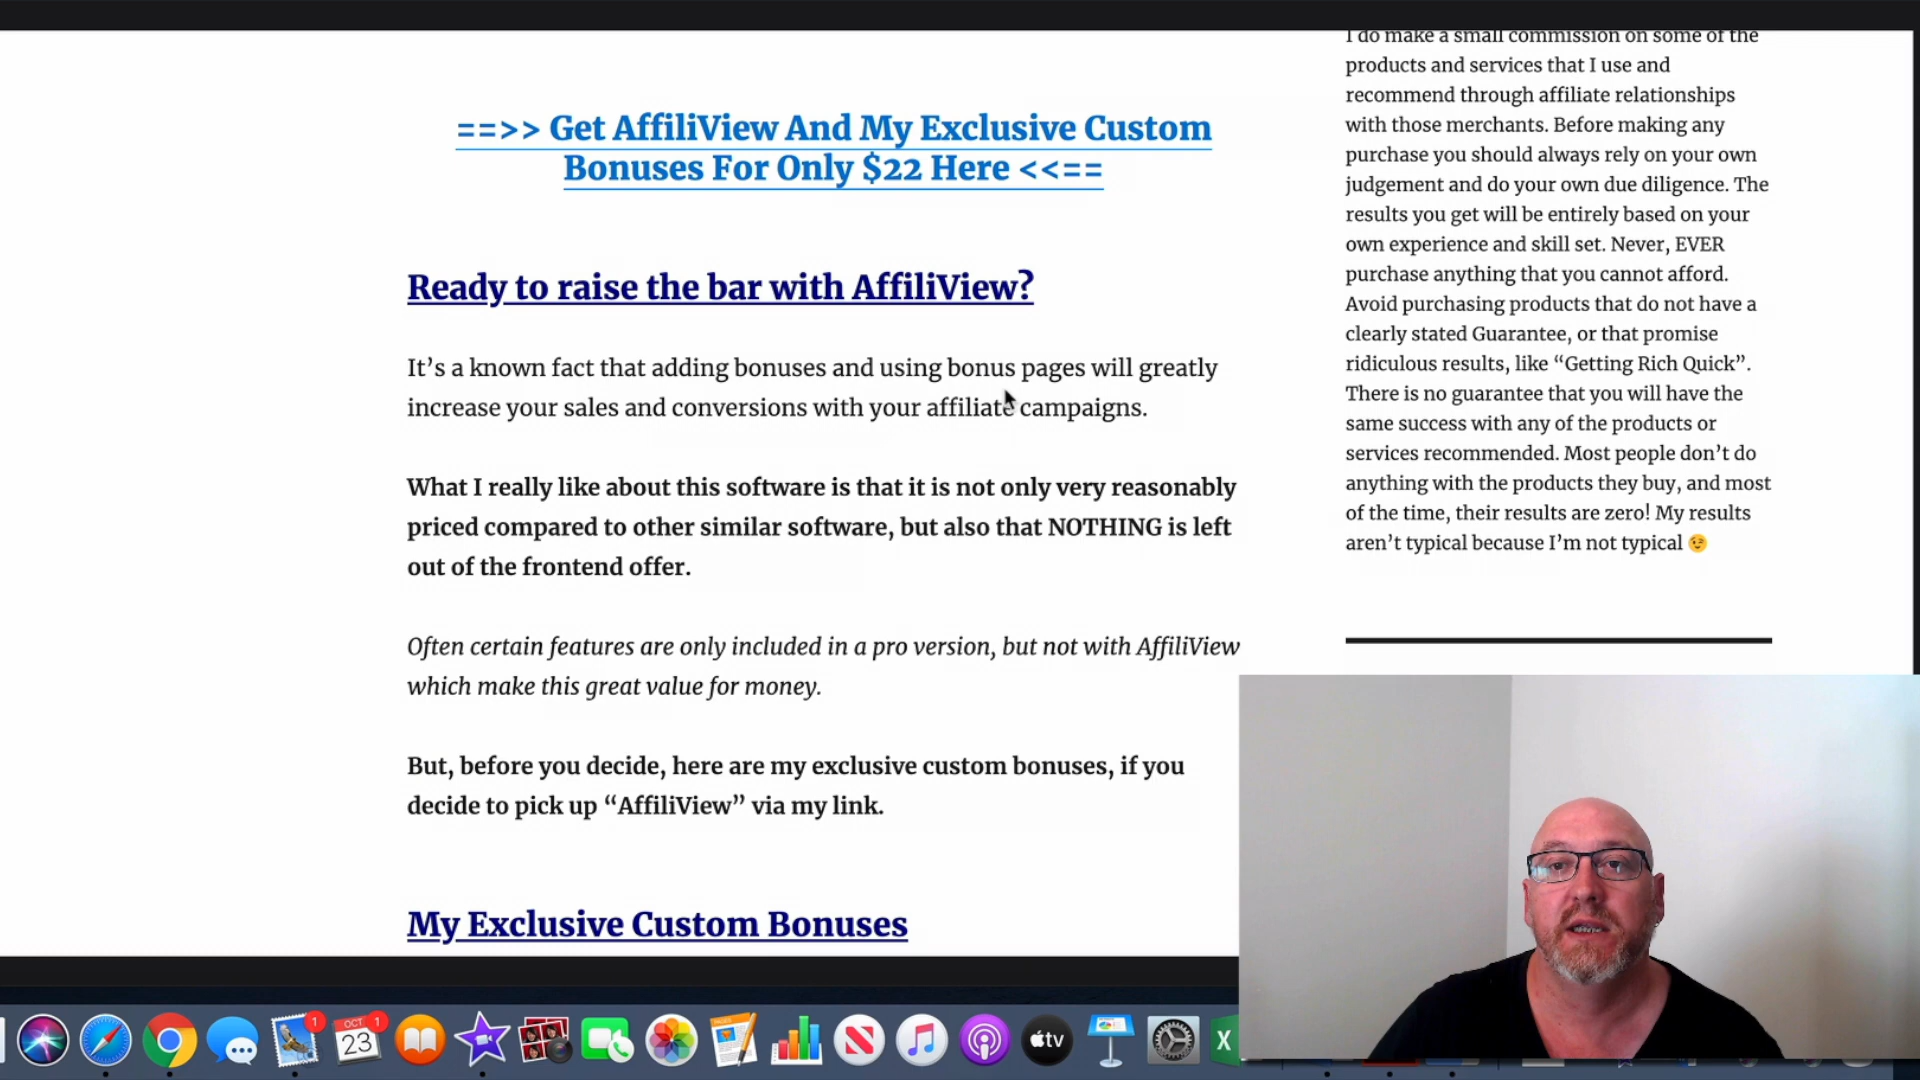 ==>> Get AffiliView And My Exclusive Custom
Bonuses For Only $22 Here <<==
Ready to raise the bar with AffiliView?
It’s a known fact that adding bonuses and using bonus pages will greatly
increase your sales and conversions with your affiliate campaigns.
What I really like about this software is that it is not only very reasonably
priced compared to other similar software, but also that NOTHING is left
out of the frontend offer.
Often certain features are only included in a pro version, but not with AffiliView
which make this great value for money.
But, before you decide, here are my exclusive custom bonuses, if you
decide to pick up “AffiliView” via my link.
My Exclusive Custom Bonuses
I do make a small commission on some of the
products and services that I use and
recommend through affiliate relationships
with those merchants. Before making any
purchase you should always rely on your own
judgement and do your own due diligence. The
results you get will be entirely based on your
own experience and skill set. Never, EVER
purchase anything that you cannot afford.
Avoid purchasing products that do not have a
clearly stated Guarantee, or that promise
ridiculous results, like “Getting Rich Quick”.
There is no guarantee that you will have the
same success with any of the products or
services recommended. Most people don’t do
anything with the products they buy, and most
of the time, their results are zero! My results
aren’t typical because I’m not typical 😉
1
OCT
1
23
PAGES
tv
X